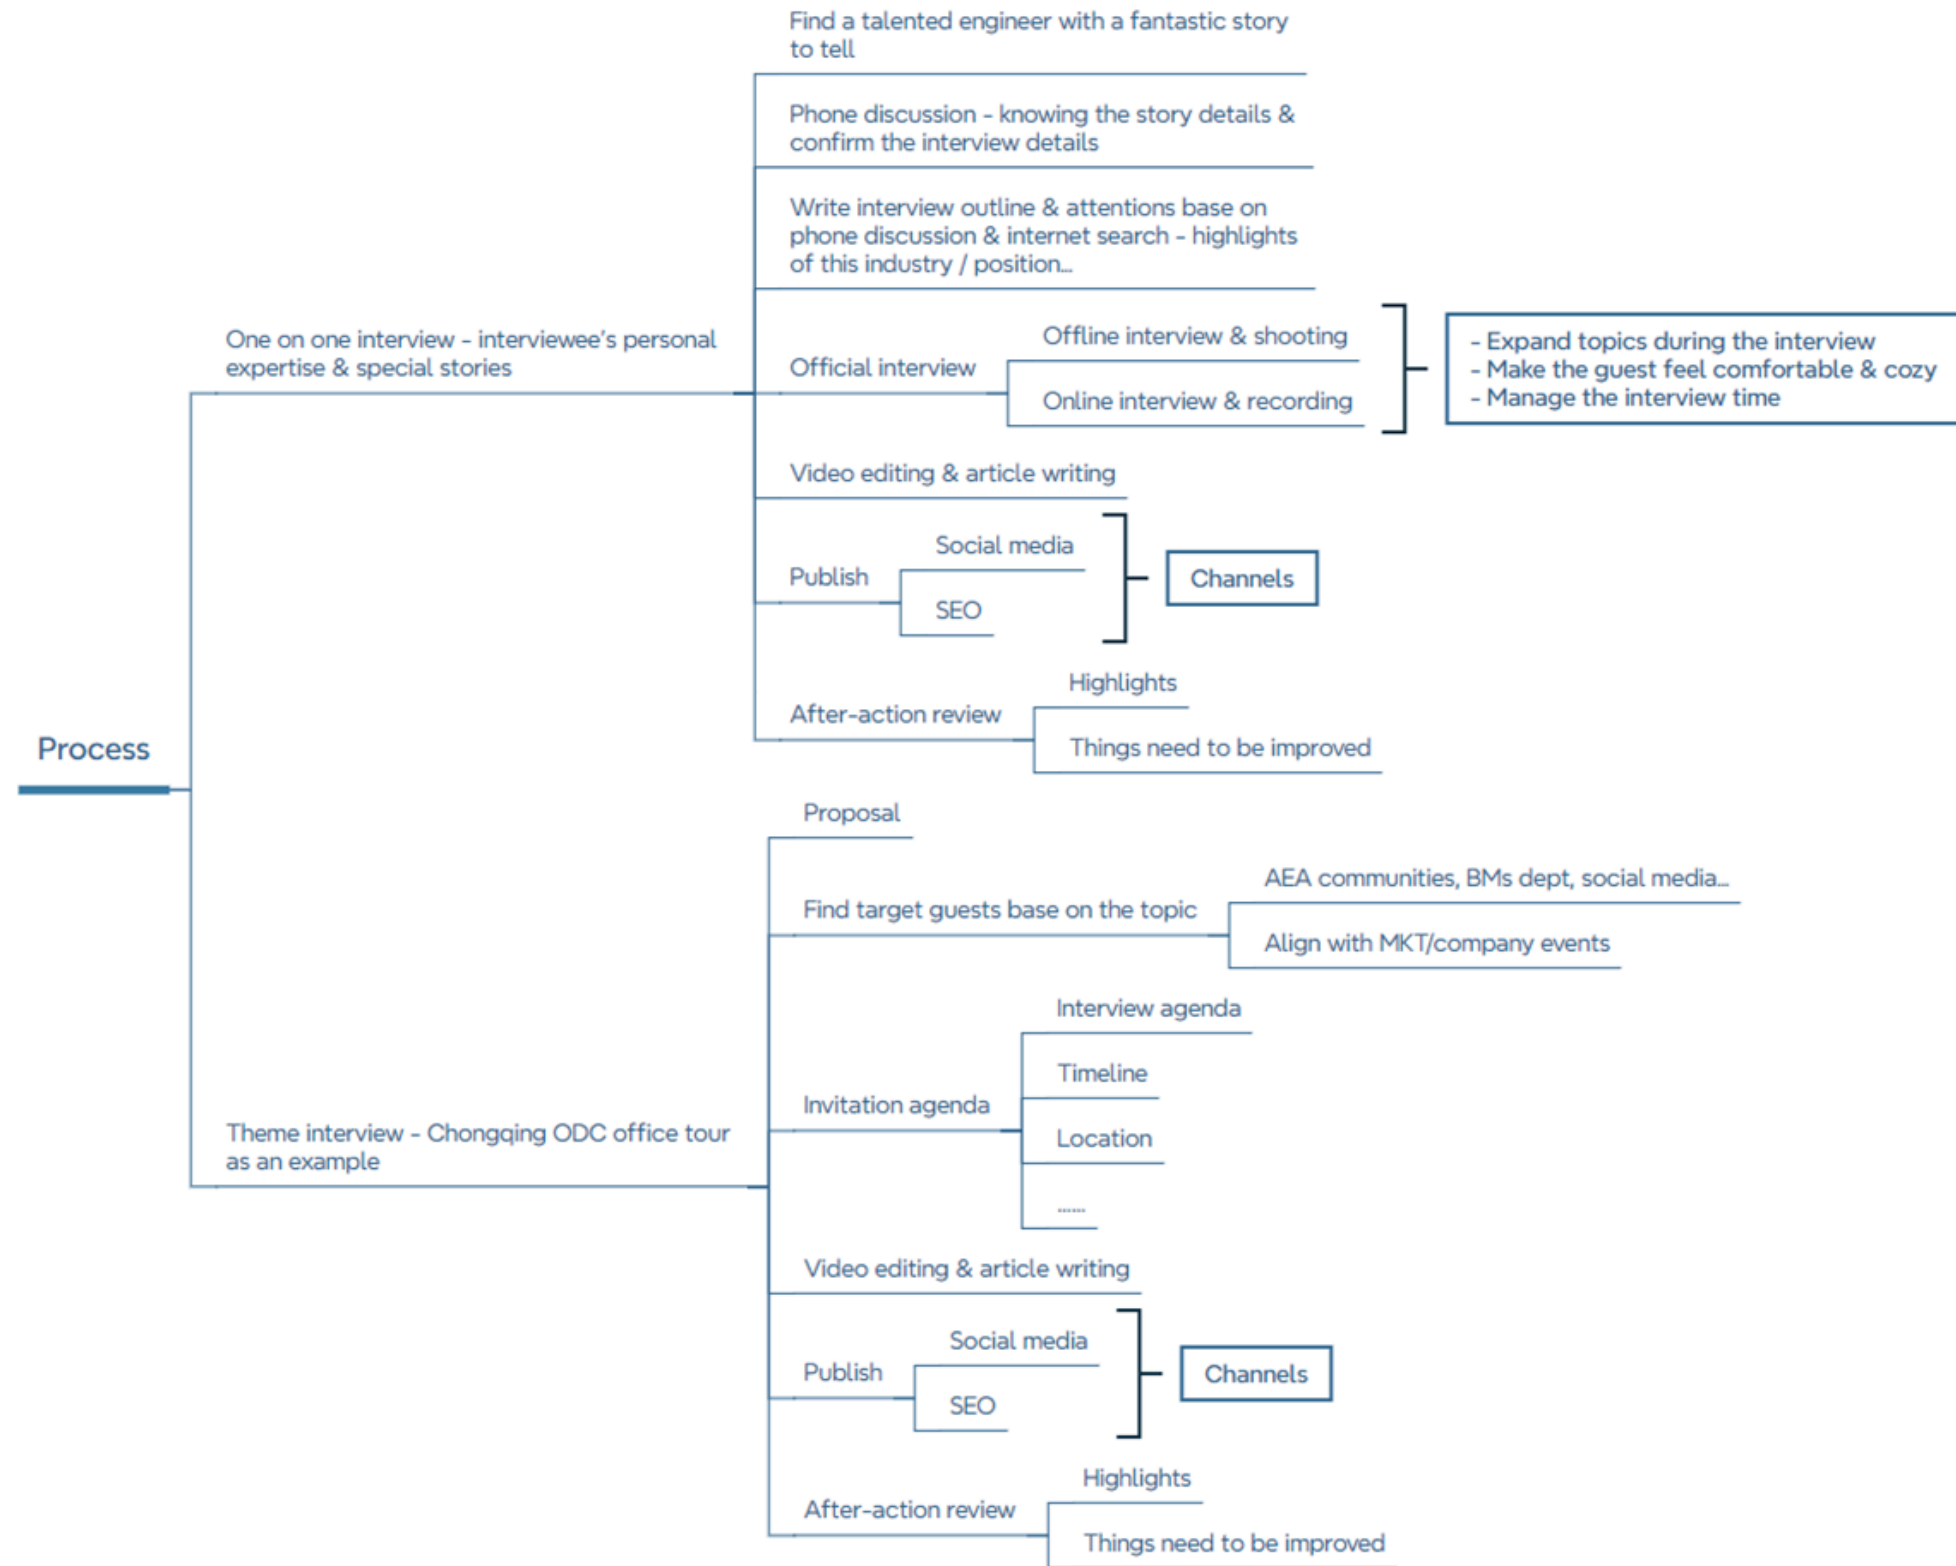 Process
One on one interview - interviewee's personal
expertise & special stories
Find a talented engineer with a fantastic story
to tell
Phone discussion - knowing the story details &
confirm the interview details
Write interview outline & attentions base on
phone discussion & internet search - highlights
of this industry / position...
Official interview
Offline interview & shooting
Online interview & recording
- Expand topics during the interview
- Make the guest feel comfortable & cozy
- Manage the interview time
Video editing & article writing
Publish
Social media
SEO
Channels
After-action review
Highlights
Things need to be improved
Theme interview - Chongqing ODC office tour
as an example
Proposal
Find target guests base on the topic
AEA communities, BMs dept, social media...
Align with MKT/company events
Invitation agenda
Interview agenda
Timeline
Location
......
Video editing & article writing
Publish
Social media
SEO
Channels
After-action review
Highlights
Things need to be improved